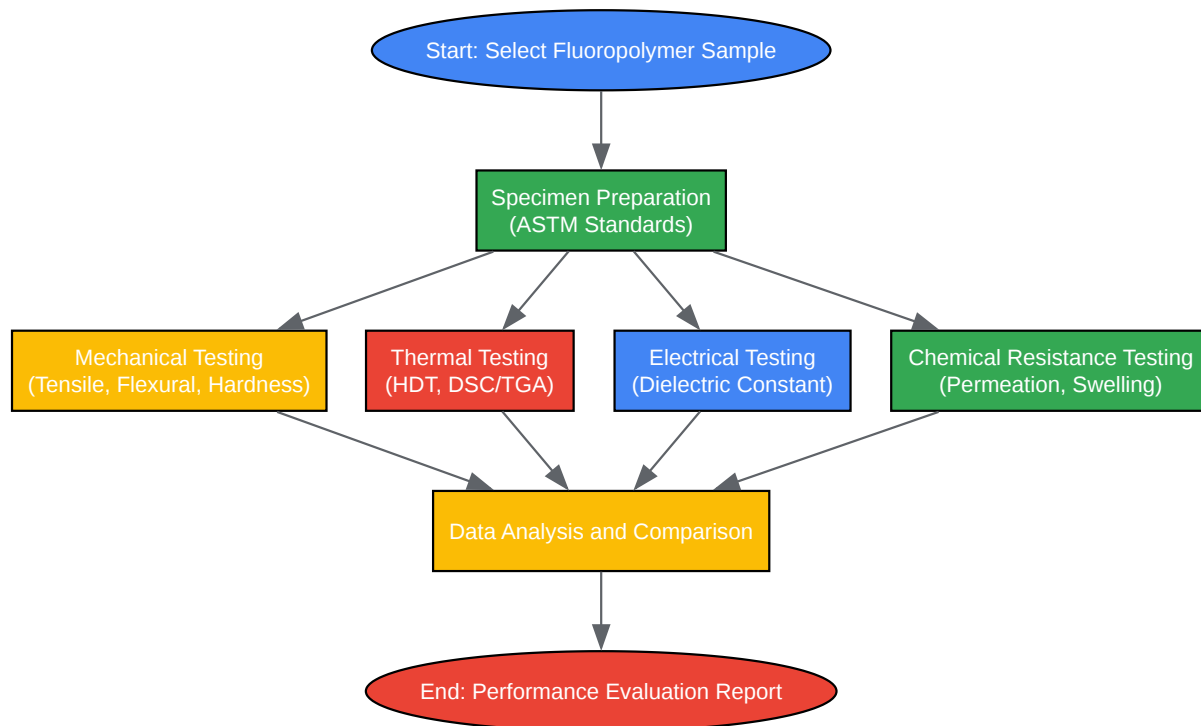 Start: Select Fluoropolymer Sample
Specimen Preparation
(ASTM Standards)
Mechanical Testing
(Tensile, Flexural, Hardness)
Thermal Testing
(HDT, DSC/TGA)
Electrical Testing
(Dielectric Constant)
Chemical Resistance Testing
(Permeation, Swelling)
Data Analysis and Comparison
End: Performance Evaluation Report